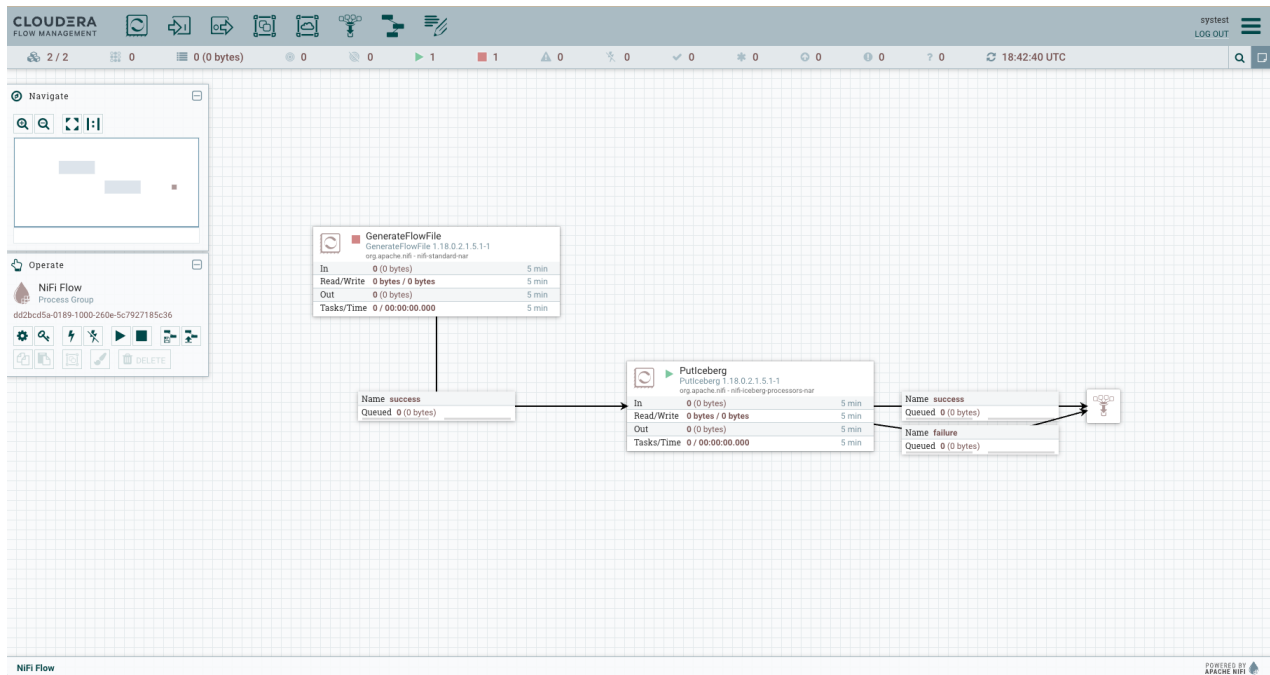 CLOUDERA
FLOW MANAGEMENT
systest
LOG OUT
2 / 2 0 0 (0 bytes) 0 0 1 1 0 0 0 0 0 0 ? 0 18:42:40 UTC
Navigate
Operate
NiFi Flow
Process Group
dd2bcd5a-0189-1000-260e-5c7927185c36
DELETE
GenerateFlowFile
GenerateFlowFile 1.18.0.2.1.5.1-1
org.apache.nifi - nifi-standard-nar
In 0 (0 bytes) 5 min
Read/Write 0 bytes / 0 bytes 5 min
Out 0 (0 bytes) 5 min
Tasks/Time 0 / 00:00:00.000 5 min
Name success
Queued 0 (0 bytes)
PutIceberg
PutIceberg 1.18.0.2.1.5.1-1
org.apache.nifi - nifi-iceberg-processors-nar
In 0 (0 bytes) 5 min
Read/Write 0 bytes / 0 bytes 5 min
Out 0 (0 bytes) 5 min
Tasks/Time 0 / 00:00:00.000 5 min
Name success
Queued 0 (0 bytes)
Name failure
Queued 0 (0 bytes)
NiFi Flow
POWERED BY
APACHE NIFI